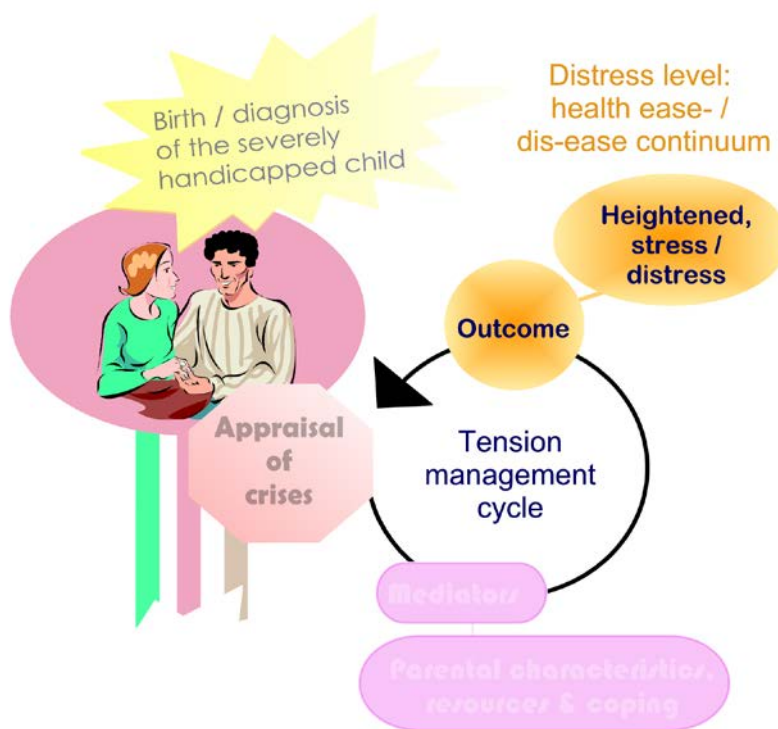 Birth / diagnosis
of the severely
handicapped child
Distress level:
health ease- /
dis-ease continuum
Heightened,
stress /
distress
Outcome
Appraisal
of
crises
Tension
management
cycle
Mediators
Parental characteristics,
resources & coping